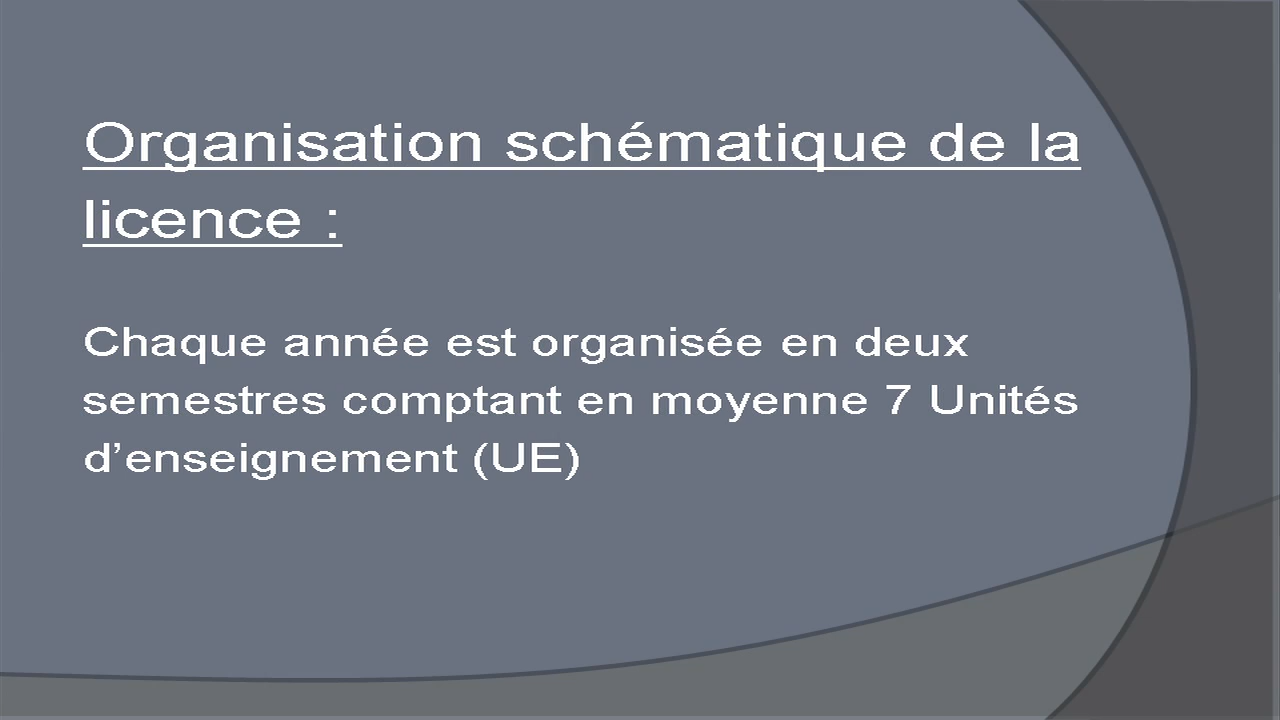 Organisation schématique de la
licence :
Chaque année est organisée en deux
semestres comptant en moyenne 7 Unités
d’enseignement (UE)